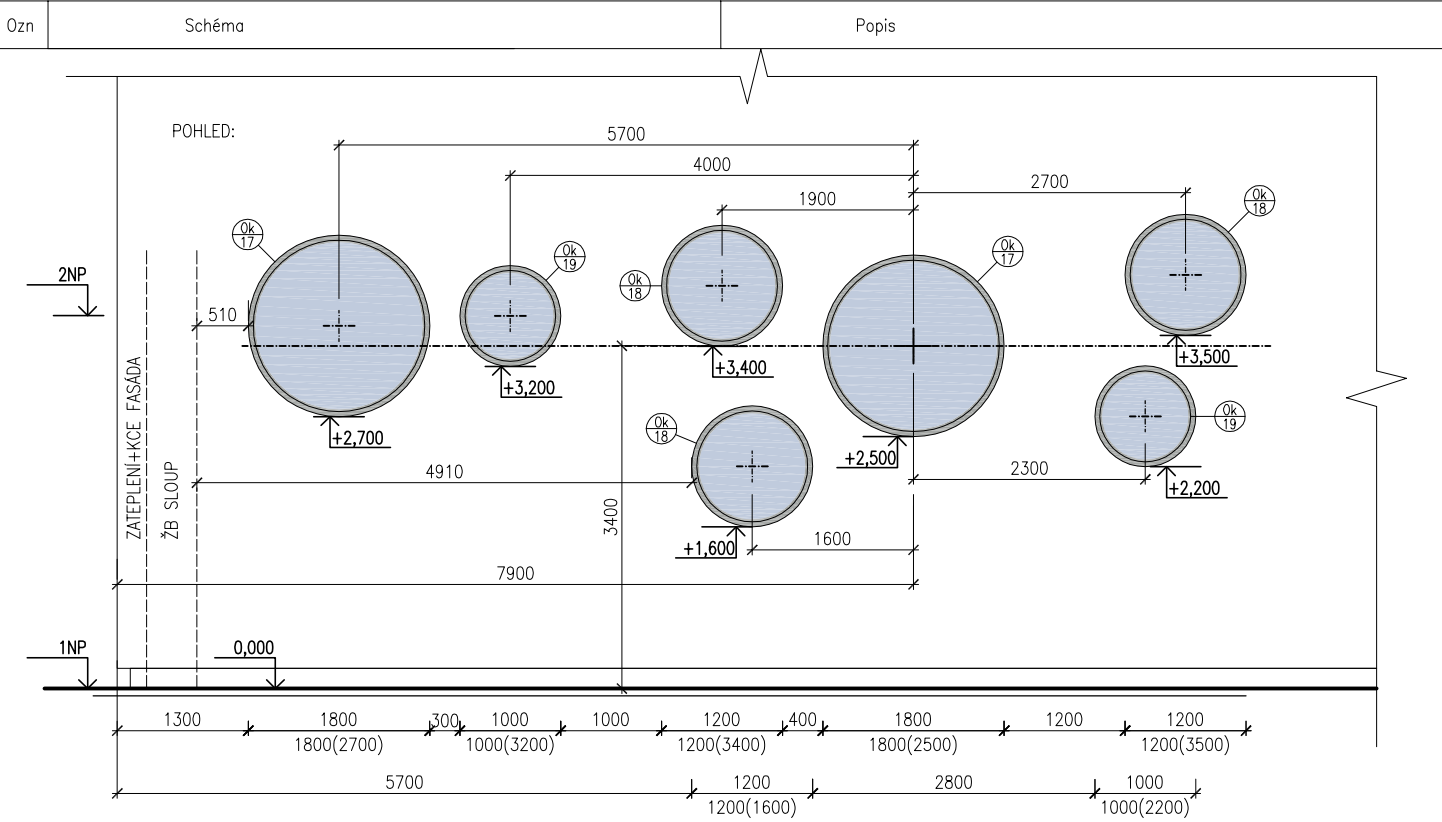 Ozn Schéma Popis
POHLED:
5700
4000
2700
1900
Ok 18
Ok 17
Ok 19
Ok 17
Ok 18
2NP
510
+3,400
+3,500
+3,200
Ok 19
Ok 18
+2,700
+2,500
2300
4910
+2,200
ZATEPLENÍ+KCE FASÁDA
ŽB SLOUP
3400
+1,600
1600
7900
1NP
0,000
1300 1800 300 1000 1000 1200 400 1800 1200 1200
1800(2700) 1000(3200) 1200(3400) 1800(2500) 1200(3500)
5700 1200 2800 1000
1200(1600) 1000(2200)